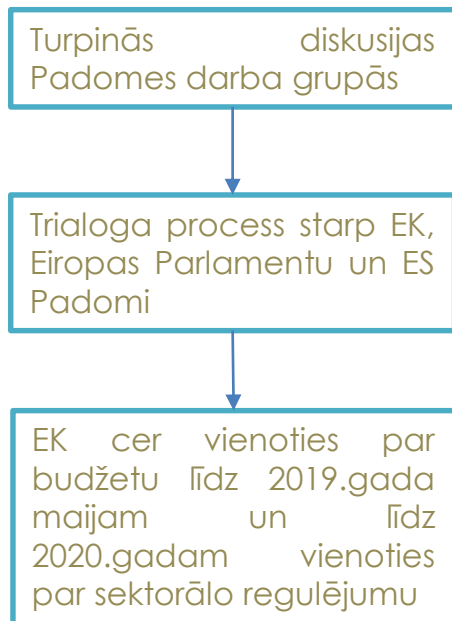 Turpinās diskusijas
Padomes darba grupās
Trialoga process starp EK,
Eiropas Parlamentu un ES
Padomi
EK cer vienoties par
budžetu līdz 2019.gada
maijam un līdz
2020.gadam vienoties
par sektorālo regulējumu